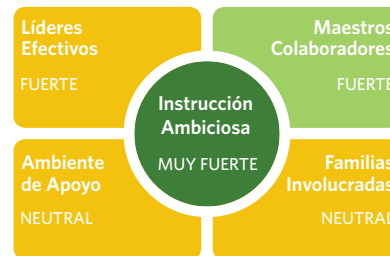 Líderes
Efectivos
FUERTE
Maestros
Colaboradores
FUERTE
Instrucción
Ambiciosa
MUY FUERTE
Ambiente
de Apoyo
NEUTRAL
Familias
Involucradas
NEUTRAL